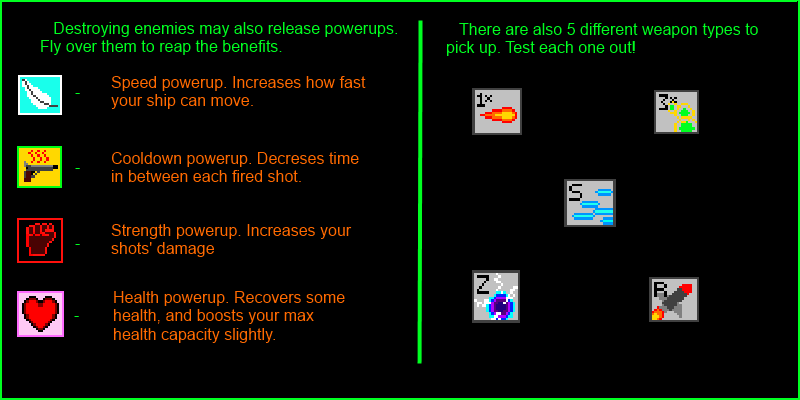 Destroying enemies may also release powerups.
Fly over them to reap the benefits.
- Speed powerup. Increases how fast
your ship can move.
- Cooldown powerup. Decreses time
in between each fired shot.
- Strength powerup. Increases your
shots' damage
- Health powerup. Recovers some
health, and boosts your max
health capacity slightly.
There are also 5 different weapon types to
pick up. Test each one out!
1x
3x
S
Z
R